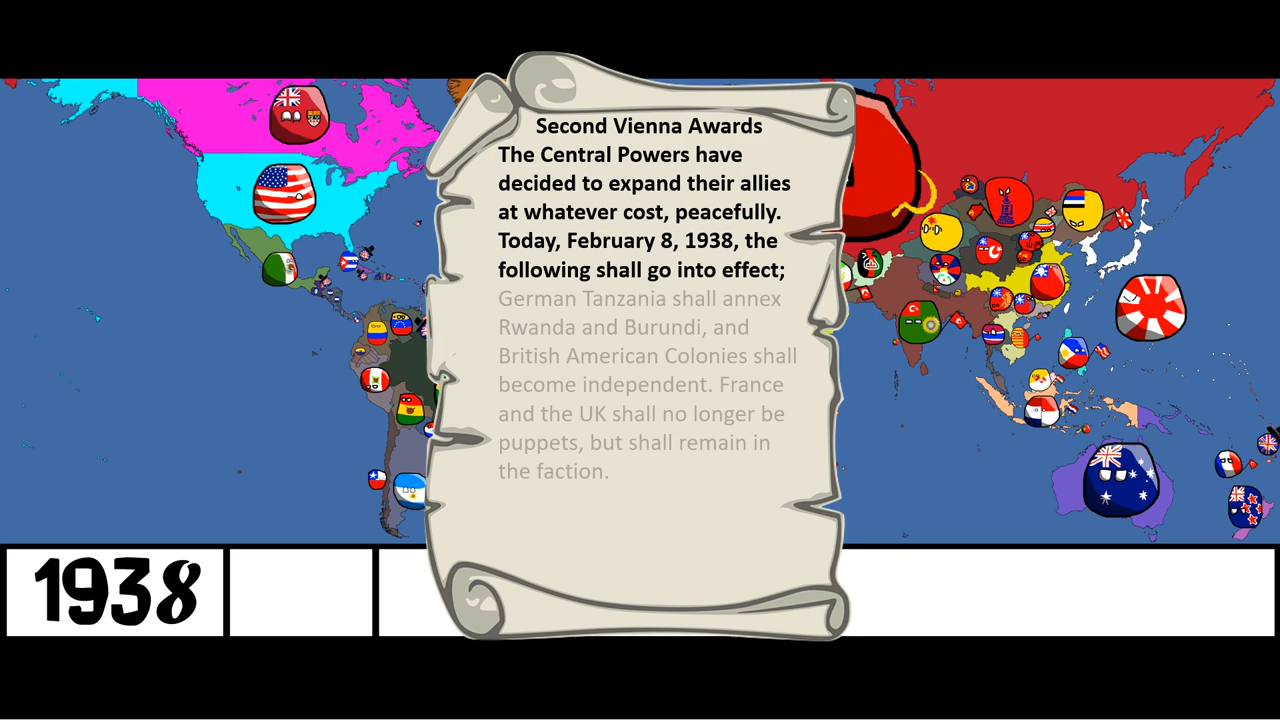 Second Vienna Awards
The Central Powers have
decided to expand their allies
at whatever cost, peacefully.
Today, February 8, 1938, the
following shall go into effect;
German Tanzania shall annex
Rwanda and Burundi, and
British American Colonies shall
become independent. France
and the UK shall no longer be
puppets, but shall remain in
the faction.
1938